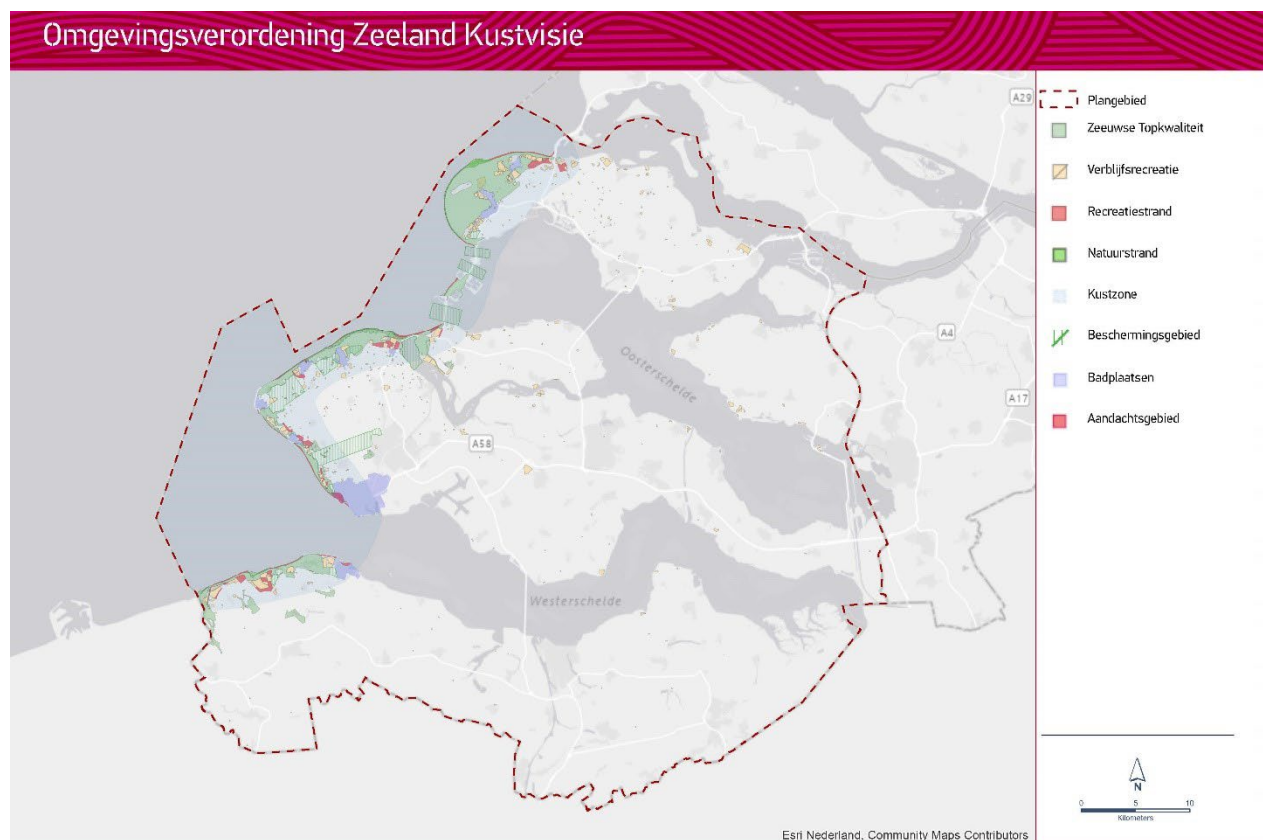 Omgevingsverordening Zeeland Kustvisie
A29
Plangebied
Zeeuwse Topkwaliteit
Verblijfsrecreatie
Recreatiestrand
Natuurstrand
Kustzone
Beschermingsgebied
Badplaatsen
Aandachtsgebied
A4
A17
Oosterschelde
A58
Westerschelde
N
0 5 10
Kilometers
Esri Nederland, Community Maps Contributors